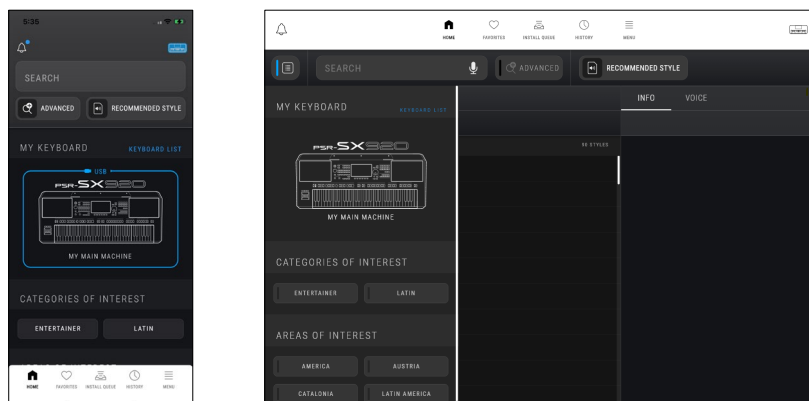 5:35
SEARCH
ADVANCED
RECOMMENDED STYLE
MY KEYBOARD
KEYBOARD LIST
USB
PSR-SX920
MY MAIN MACHINE
CATEGORIES OF INTEREST
ENTERTAINER
LATIN
HOME
FAVORITES
INSTALL QUEUE
HISTORY
MENU
HOME
FAVORITES
INSTALL QUEUE
HISTORY
MENU
SEARCH
ADVANCED
RECOMMENDED STYLE
MY KEYBOARD
KEYBOARD LIST
INFO
VOICE
PSR-SX920
MY MAIN MACHINE
CATEGORIES OF INTEREST
ENTERTAINER
LATIN
AREAS OF INTEREST
AMERICA
AUSTRIA
CATALONIA
LATIN AMERICA